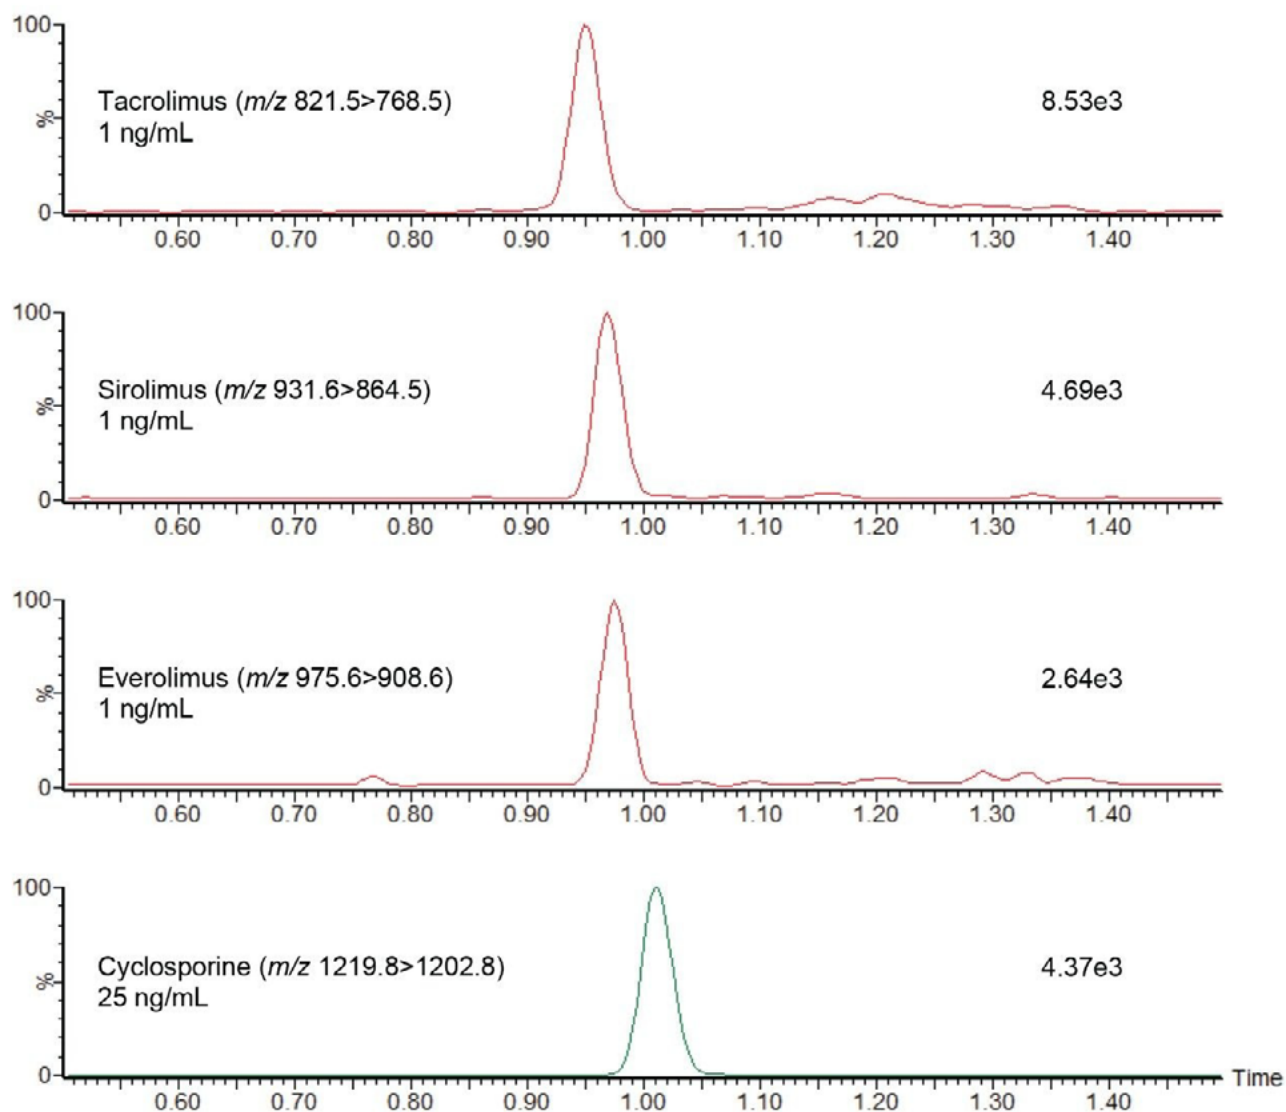 100
%
0
Tacrolimus (m/z 821.5>768.5)
1 ng/mL
8.53e3
0.60 0.70 0.80 0.90 1.00 1.10 1.20 1.30 1.40
100
%
0
Sirolimus (m/z 931.6>864.5)
1 ng/mL
4.69e3
0.60 0.70 0.80 0.90 1.00 1.10 1.20 1.30 1.40
100
%
0
Everolimus (m/z 975.6>908.6)
1 ng/mL
2.64e3
0.60 0.70 0.80 0.90 1.00 1.10 1.20 1.30 1.40
100
%
0
Cyclosporine (m/z 1219.8>1202.8)
25 ng/mL
4.37e3
Time
0.60 0.70 0.80 0.90 1.00 1.10 1.20 1.30 1.40